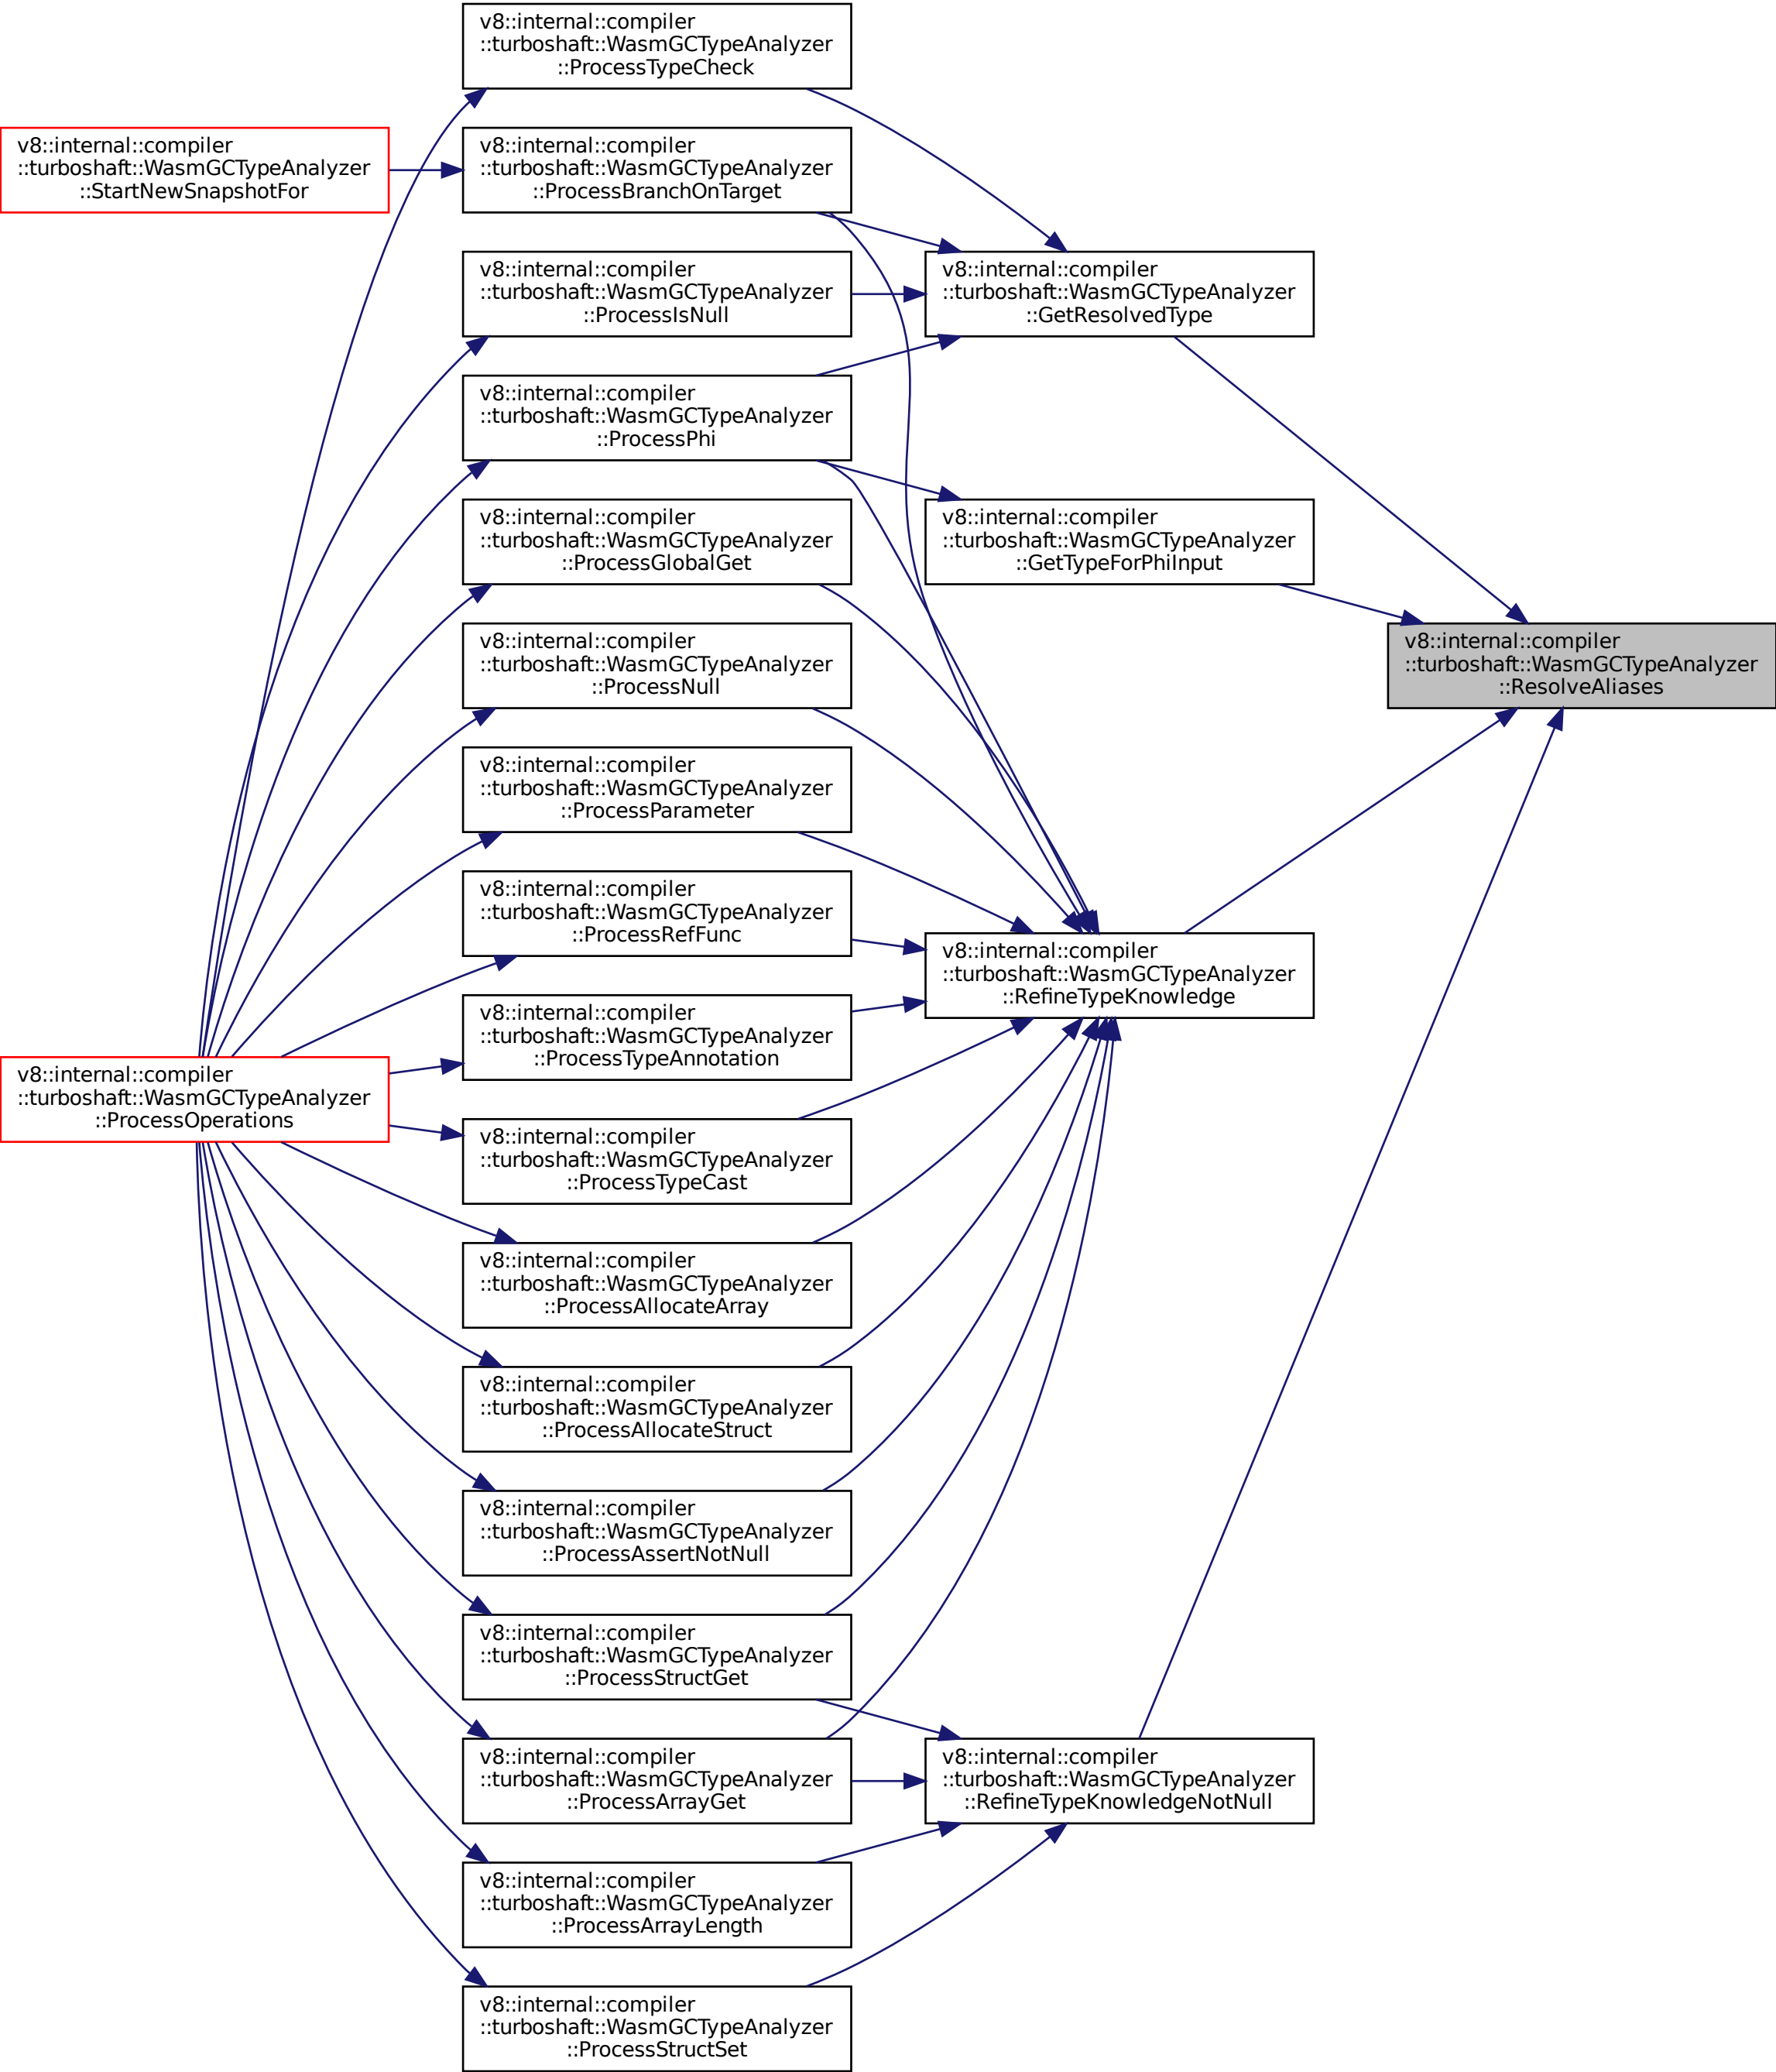 v8::internal::compiler
::turboshaft::WasmGCTypeAnalyzer
::ProcessTypeCheck
v8::internal::compiler
::turboshaft::WasmGCTypeAnalyzer
::StartNewSnapshotFor
v8::internal::compiler
::turboshaft::WasmGCTypeAnalyzer
::ProcessBranchOnTarget
v8::internal::compiler
::turboshaft::WasmGCTypeAnalyzer
::ProcessIsNull
v8::internal::compiler
::turboshaft::WasmGCTypeAnalyzer
::GetResolvedType
v8::internal::compiler
::turboshaft::WasmGCTypeAnalyzer
::ProcessPhi
v8::internal::compiler
::turboshaft::WasmGCTypeAnalyzer
::ProcessGlobalGet
v8::internal::compiler
::turboshaft::WasmGCTypeAnalyzer
::GetTypeForPhiInput
v8::internal::compiler
::turboshaft::WasmGCTypeAnalyzer
::ProcessNull
v8::internal::compiler
::turboshaft::WasmGCTypeAnalyzer
::ResolveAliases
v8::internal::compiler
::turboshaft::WasmGCTypeAnalyzer
::ProcessParameter
v8::internal::compiler
::turboshaft::WasmGCTypeAnalyzer
::ProcessRefFunc
v8::internal::compiler
::turboshaft::WasmGCTypeAnalyzer
::RefineTypeKnowledge
v8::internal::compiler
::turboshaft::WasmGCTypeAnalyzer
::ProcessTypeAnnotation
v8::internal::compiler
::turboshaft::WasmGCTypeAnalyzer
::ProcessOperations
v8::internal::compiler
::turboshaft::WasmGCTypeAnalyzer
::ProcessTypeCast
v8::internal::compiler
::turboshaft::WasmGCTypeAnalyzer
::ProcessAllocateArray
v8::internal::compiler
::turboshaft::WasmGCTypeAnalyzer
::ProcessAllocateStruct
v8::internal::compiler
::turboshaft::WasmGCTypeAnalyzer
::ProcessAssertNotNull
v8::internal::compiler
::turboshaft::WasmGCTypeAnalyzer
::ProcessStructGet
v8::internal::compiler
::turboshaft::WasmGCTypeAnalyzer
::ProcessArrayGet
v8::internal::compiler
::turboshaft::WasmGCTypeAnalyzer
::RefineTypeKnowledgeNotNull
v8::internal::compiler
::turboshaft::WasmGCTypeAnalyzer
::ProcessArrayLength
v8::internal::compiler
::turboshaft::WasmGCTypeAnalyzer
::ProcessStructSet